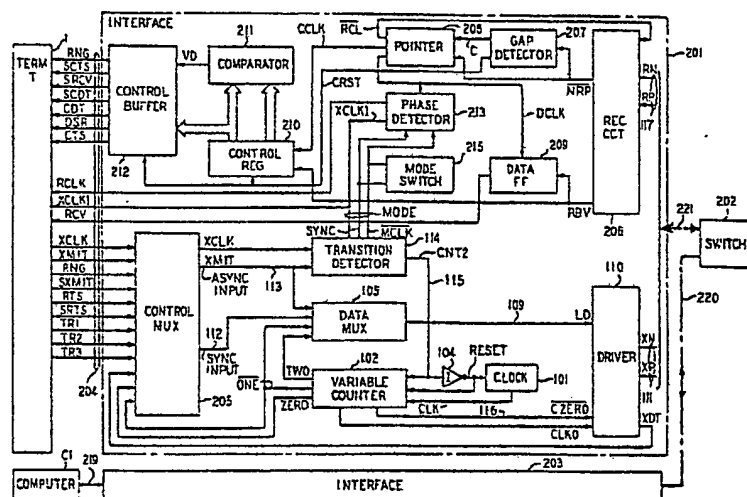 INTERFACE
1
TERM
T
RNG
SCTS
SRCV
SCDT
CDT
DSR
CTS
RCLK
XCLK1
RCV
XCLK
XMIT
RNG
SXMIT
RTS
SRTS
TR1
TR2
TR3
204
CONTROL
BUFFER
212
VD
211
COMPARATOR
210
CONTROL
REG
CCLK
CRST
XCLK1
RCL
POINTER
205
C
GAP
DETECTOR
207
NRP
PHASE
DETECTOR
213
DCLK
MODE
SWITCH
215
DATA
FF
209
RBV
REC
CCT
206
RN
RP
117
201
SYNC
MODE
MCLK
CONTROL
MUX
XCLK
XMIT
ASYNC
INPUT
113
112
SYNC
INPUT
TRANSITION
DETECTOR
114
CNT2
115
DATA
MUX
105
109
LD
TWO
ONE
ZERO
102
VARIABLE
COUNTER
104
RESET
CLOCK
101
CLK
116
CZERO
CLKO
110
DRIVER
XN
XP
XDT
221
202
SWITCH
220
C1
COMPUTER
219
INTERFACE
203